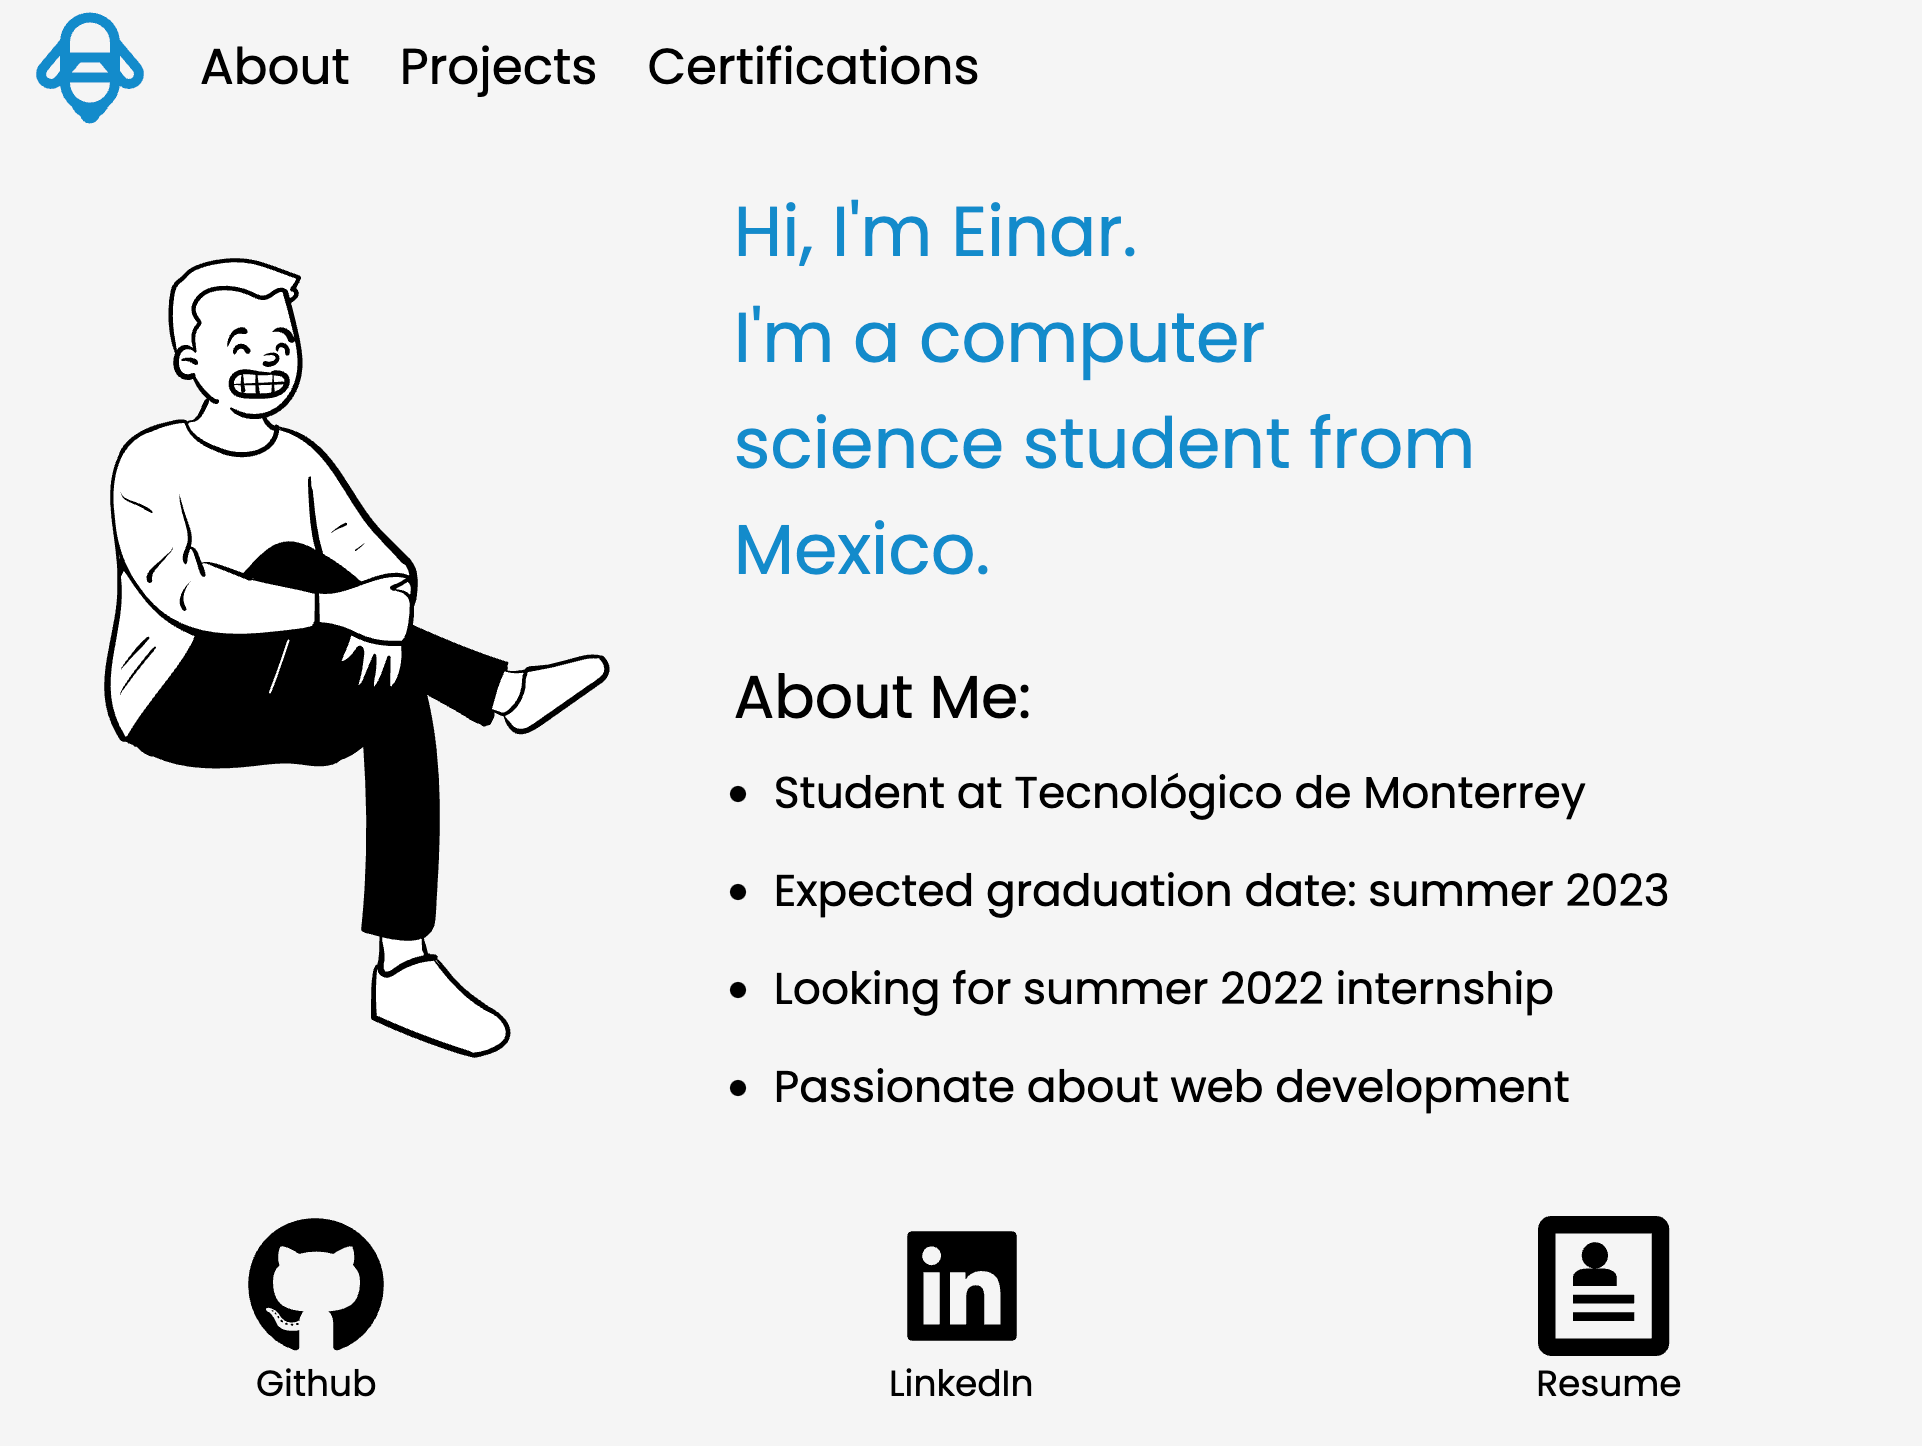 About Projects Certifications
Hi, I'm Einar.
I'm a computer
science student from
Mexico.
About Me:
• Student at Tecnológico de Monterrey
• Expected graduation date: summer 2023
• Looking for summer 2022 internship
• Passionate about web development
in
Github LinkedIn Resume